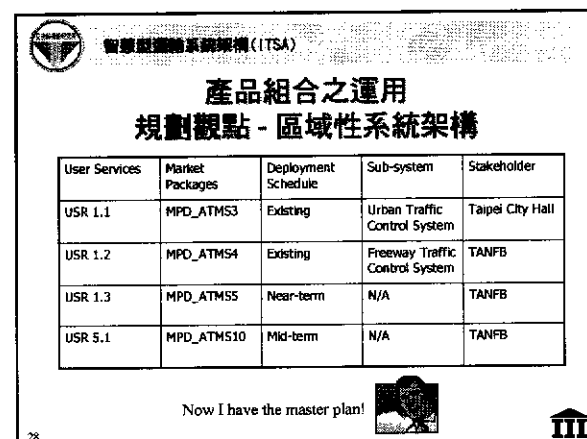 智慧型運輸系統架構(ITSA)
產品組合之運用
規劃觀點 - 區域性系統架構
User Services Market Packages Deployment Schedule Sub-system Stakeholder
USR 1.1 MPD_ATMS3 Existing Urban Traffic Control System Taipei City Hall
USR 1.2 MPD_ATMS4 Existing Freeway Traffic Control System TANFB
USR 1.3 MPD_ATMS5 Near-term N/A TANFB
USR 5.1 MPD_ATMS10 Mid-term N/A TANFB
Now I have the master plan!
28